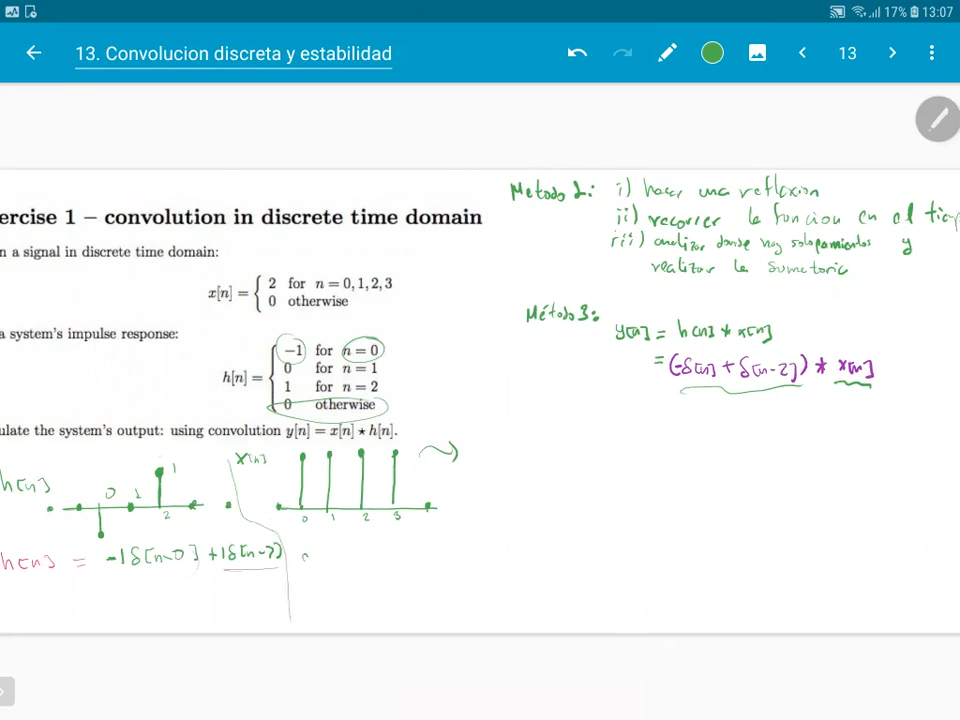 17% 13:07
13. Convolucion discreta y estabilidad
13
ercise 1 – convolution in discrete time domain
n a signal in discrete time domain:
x[n] = { 2 for n = 0, 1, 2, 3
0 otherwise
a system's impulse response:
h[n] = { −1 for n = 0
0 for n = 1
1 for n = 2
0 otherwise
ulate the system's output: using convolution y[n] = x[n] ⋆ h[n].
h[n]
0 1 1
2
x[n]
0 1 2 3
h[n] = -1δ[n-0] + 1δ[n-2]
Metodo 2: i) hacer una reflexion
ii) recorrer la funcion en el tiem
iii) analizar donde hay solapamientos y
realizar la sumatoria
Método 3:
y[n] = h[n] * x[n]
= (-δ[n] + δ[n-2]) * x[n]